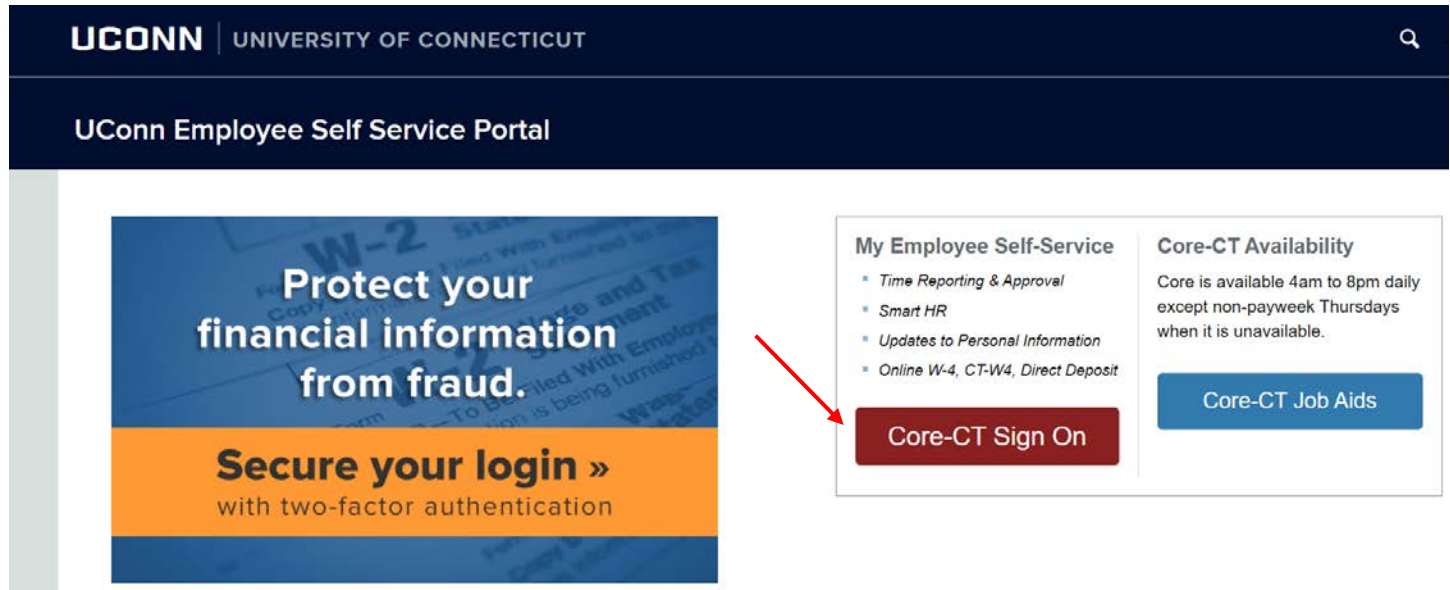 UCONN | UNIVERSITY OF CONNECTICUT
UConn Employee Self Service Portal
W-2
Protect your
financial information
from fraud.
Secure your login »
with two-factor authentication
My Employee Self-Service
Time Reporting & Approval
Smart HR
Updates to Personal Information
Online W-4, CT-W4, Direct Deposit
Core-CT Sign On
Core-CT Availability
Core is available 4am to 8pm daily
except non-payweek Thursdays
when it is unavailable.
Core-CT Job Aids